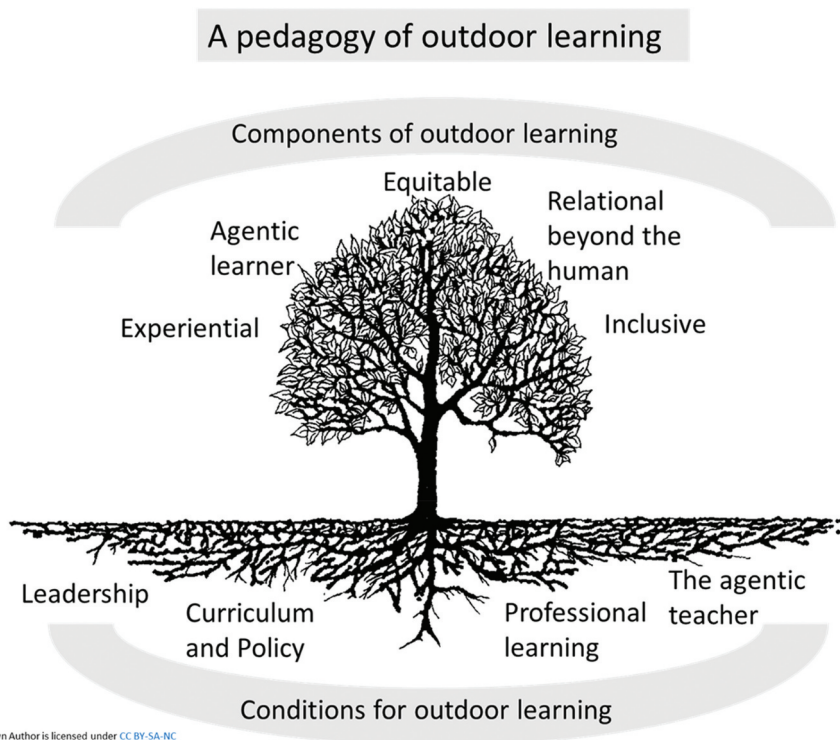 A pedagogy of outdoor learning
Components of outdoor learning
Equitable
Relational
beyond the
human
Agentic
learner
Experiential
Inclusive
Leadership
Curriculum
and Policy
Professional
learning
The agentic
teacher
Conditions for outdoor learning
Author is licensed under CC BY-SA-NC